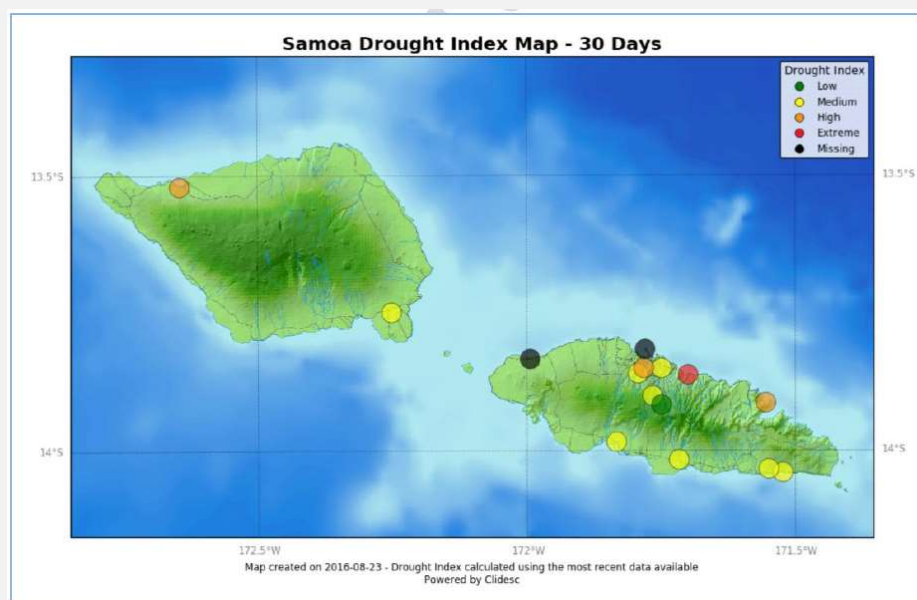 Samoa Drought Index Map - 30 Days
Drought Index
Low
Medium
High
Extreme
Missing
13.5°S
13.5°S
14°S
14°S
172.5°W
172°W
171.5°W
Map created on 2016-08-23 - Drought Index calculated using the most recent data available
Powered by Clidesc